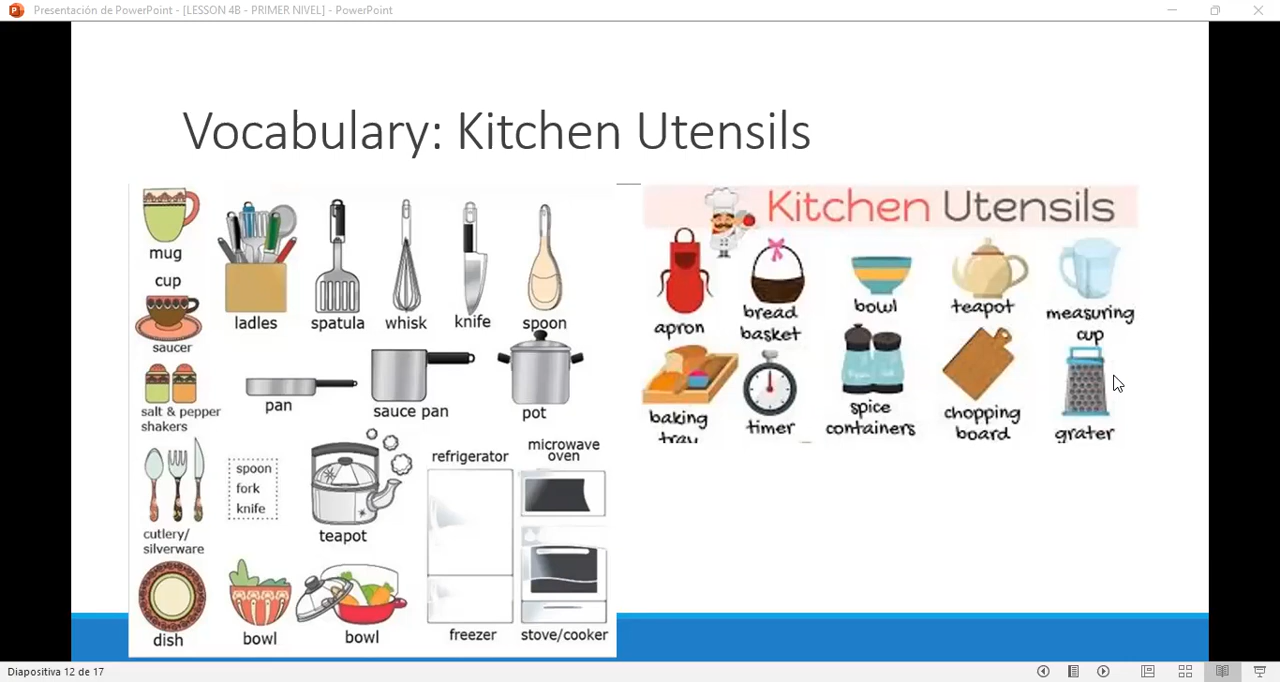 Presentación de PowerPoint - [LESSON 4B - PRIMER NIVEL] - PowerPoint
Vocabulary: Kitchen Utensils
mug
cup
saucer
ladles
spatula
whisk
knife
spoon
salt & pepper
shakers
pan
sauce pan
pot
cutlery/
silverware
spoon
fork
knife
teapot
refrigerator
microwave
oven
dish
bowl
bowl
freezer
stove/cooker
Kitchen Utensils
apron
bread
basket
bowl
teapot
measuring
cup
baking
tray
timer
spice
containers
chopping
board
grater
Diapositiva 12 de 17